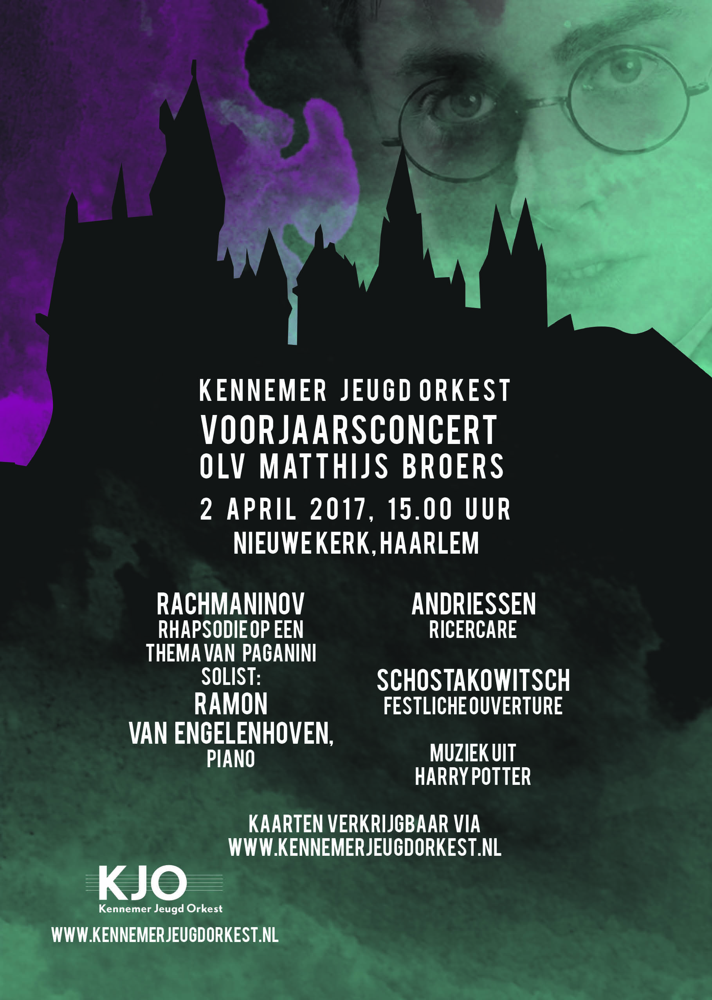 KENNEMER JEUGD ORKEST
VOORJAARSCONCERT
OLV MATTHIJS BROERS
2 APRIL 2017, 15.00 UUR
NIEUWE KERK, HAARLEM
RACHMANINOV
RHAPSODIE OP EEN
THEMA VAN PAGANINI
SOLIST:
RAMON
VAN ENGELENHOVEN,
PIANO
ANDRIESSEN
RICERCARE
SCHOSTAKOWITSCH
FESTLICHE OUVERTURE
MUZIEK UIT
HARRY POTTER
KAARTEN VERKRIJGBAAR VIA
WWW.KENNEMERJEUGDORKEST.NL
KJO
Kennemer Jeugd Orkest
WWW.KENNEMERJEUGDORKEST.NL